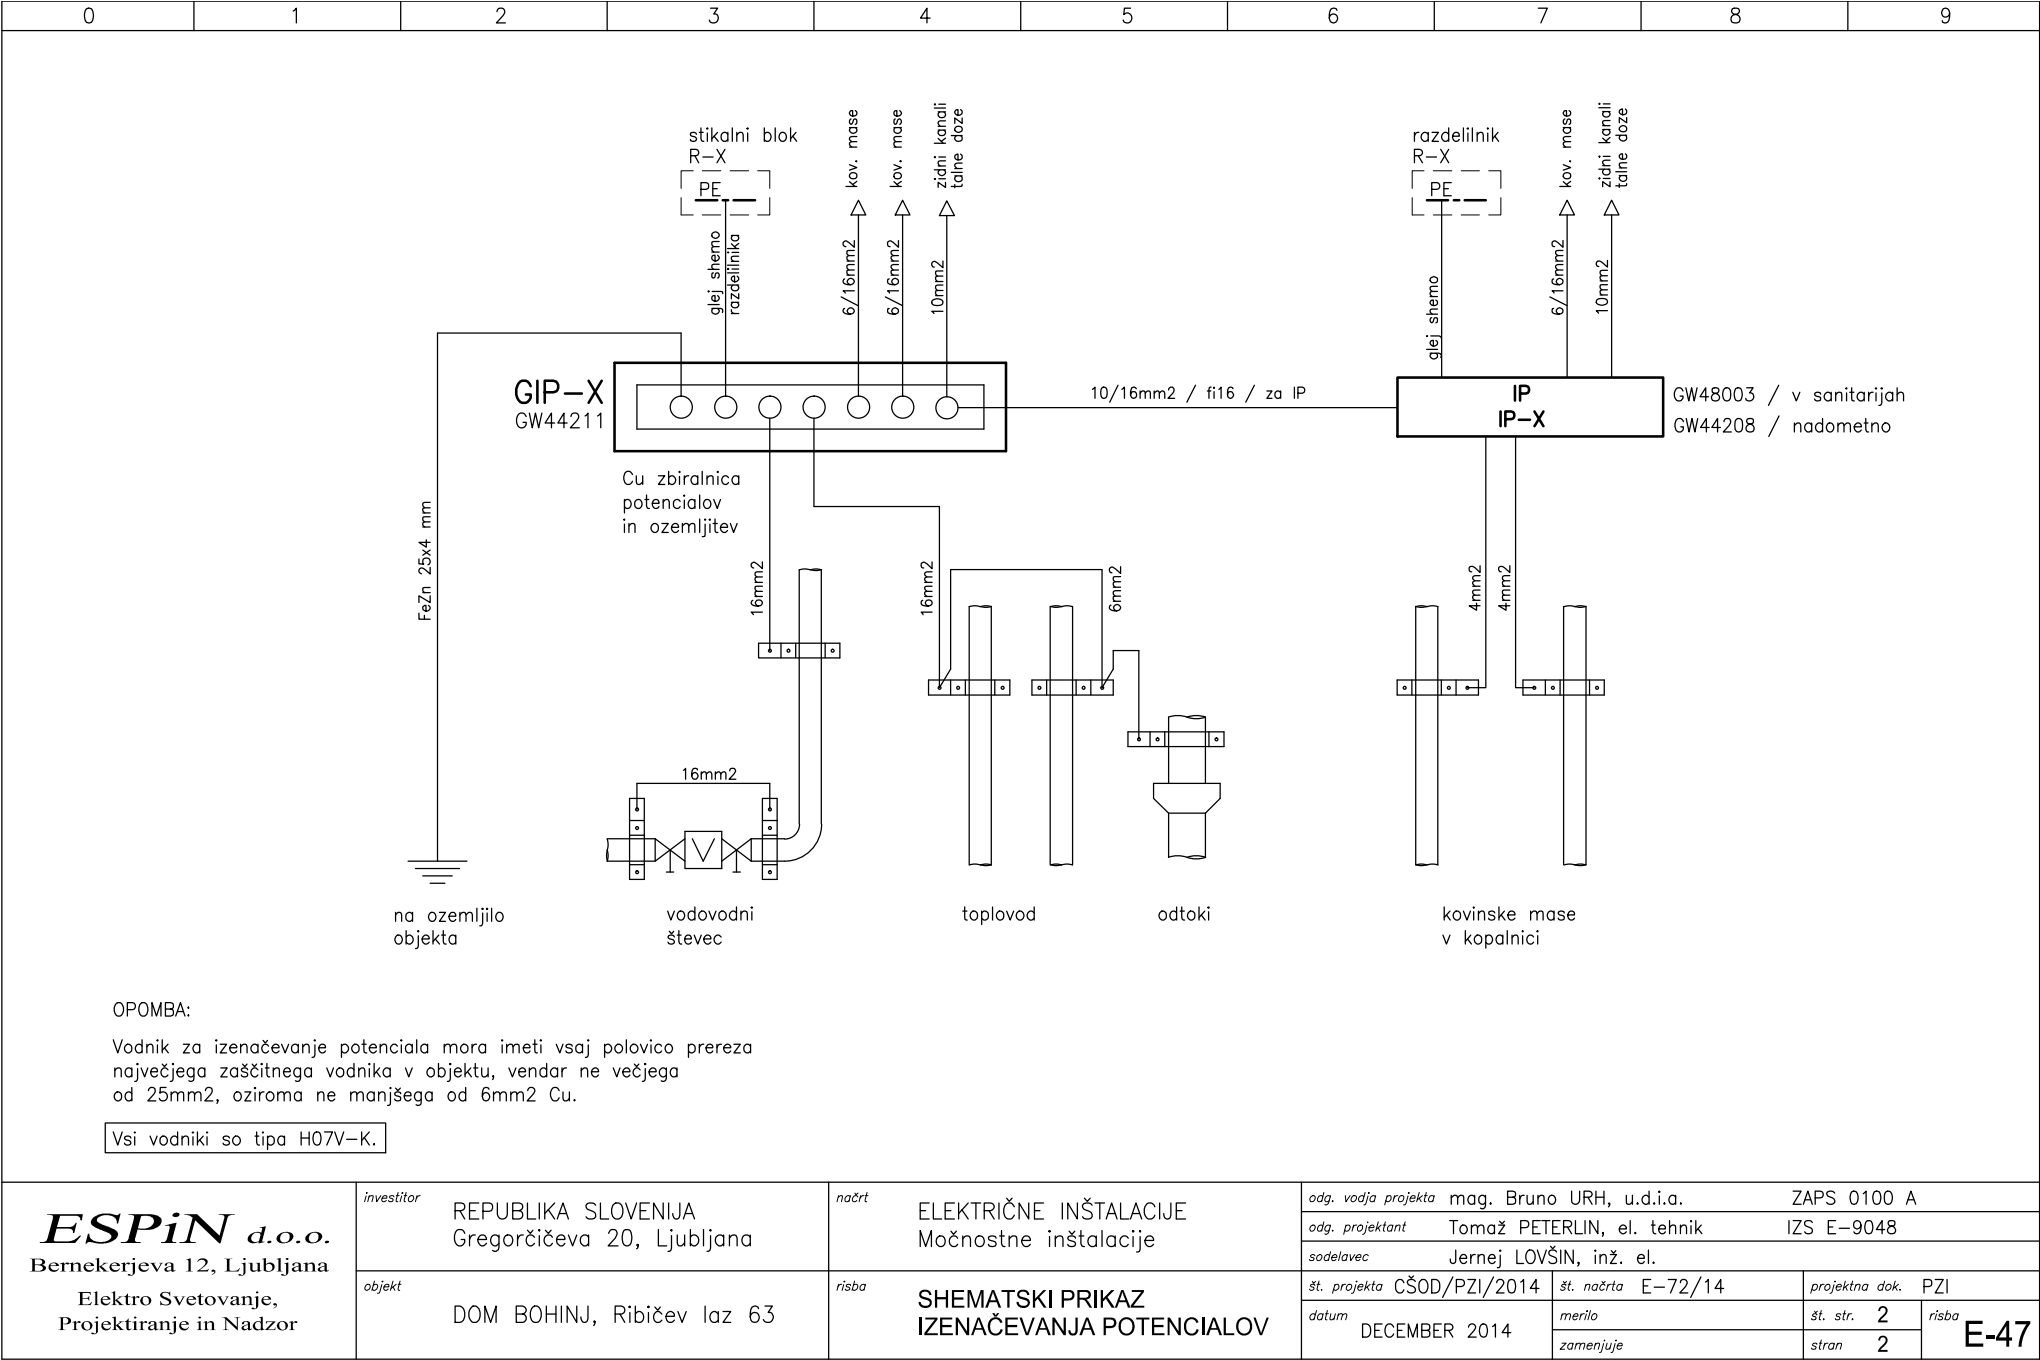 0 1 2 3 4 5 6 7 8 9
stikalni blok
R-X
PE
glej shemo
razdelilnika
kov. mase
6/16mm2
kov. mase
6/16mm2
zidni kanali
talne doze
10mm2
razdelilnik
R-X
PE
glej shemo
kov. mase
6/16mm2
zidni kanali
talne doze
10mm2
GIP-X
GW44211
10/16mm2 / fi16 / za IP
IP
IP-X
GW48003 / v sanitarijah
GW44208 / nadometno
Cu zbiralnica
potencialov
in ozemljitev
FeZn 25x4 mm
16mm2
16mm2
6mm2
4mm2
4mm2
16mm2
V
na ozemljilo
objekta
vodovodni
števec
toplovod
odtoki
kovinske mase
v kopalnici
OPOMBA:
Vodnik za izenačevanje potenciala mora imeti vsaj polovico prereza
največjega zaščitnega vodnika v objektu, vendar ne večjega
od 25mm2, oziroma ne manjšega od 6mm2 Cu.
Vsi vodniki so tipa H07V-K.
ESPiN d.o.o.
Bernekerjeva 12, Ljubljana
Elektro Svetovanje,
Projektiranje in Nadzor
investitor
REPUBLIKA SLOVENIJA
Gregorčičeva 20, Ljubljana
objekt
DOM BOHINJ, Ribičev laz 63
načrt
ELEKTRIČNE INŠTALACIJE
Močnostne inštalacije
risba
SHEMATSKI PRIKAZ
IZENAČEVANJA POTENCIALOV
odg. vodja projekta mag. Bruno URH, u.d.i.a. ZAPS 0100 A
odg. projektant Tomaž PETERLIN, el. tehnik IZS E-9048
sodelavec Jernej LOVŠIN, inž. el.
št. projekta CŠOD/PZI/2014 št. načrta E-72/14 projektna dok. PZI
datum DECEMBER 2014
merilo
zamenjuje
št. str. 2
stran 2
risba E-47